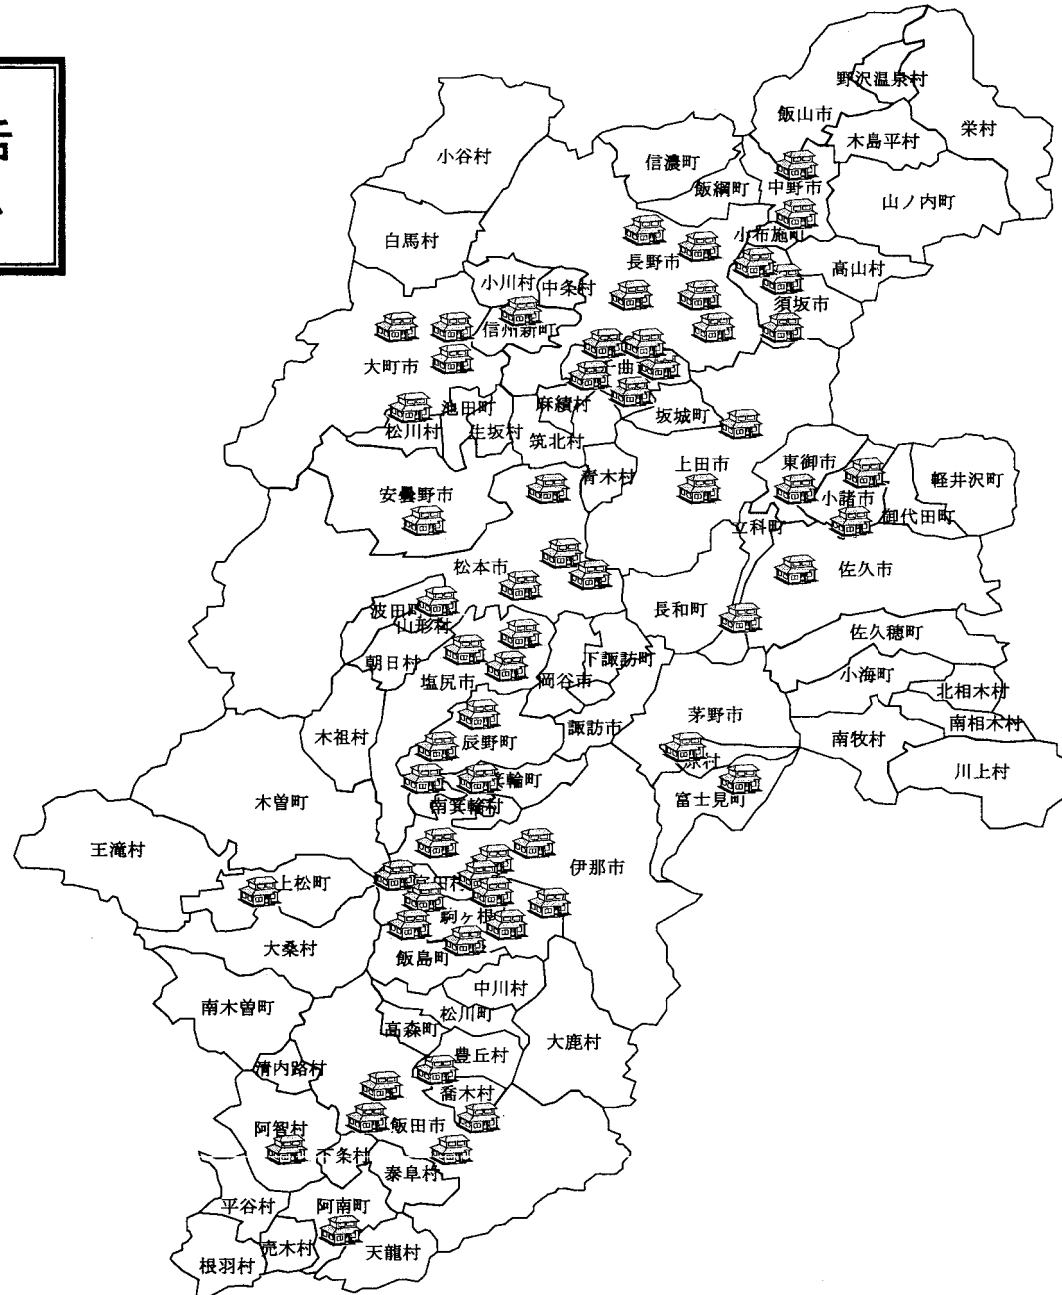 野沢温泉村
飯山市
栄村
木島平村
小谷村
信濃町
飯綱町
中野市
山ノ内町
白馬村
小布施町
長野市
高山村
小川村
中条村
須坂市
信州新町
大町市
千曲
池田町
麻績村
坂城町
松川村
生坂村
筑北村
青木村
上田市
東御市
軽井沢町
安曇野市
小諸市
御代田町
立科町
松本市
佐久市
波田町
長和町
山形村
佐久穂町
朝日村
下諏訪町
塩尻市
岡谷市
小海町
北相木村
木祖村
辰野町
諏訪市
茅野市
南牧村
南相木村
川上村
箕輪町
富士見町
木曽町
南箕輪村
王滝村
伊那市
上松町
宮田村
駒ヶ根
大桑村
飯島町
中川村
南木曽町
松川町
高森町
大鹿村
清内路村
豊丘村
喬木村
飯田市
阿智村
下条村
泰阜村
平谷村
阿南町
売木村
天龍村
根羽村